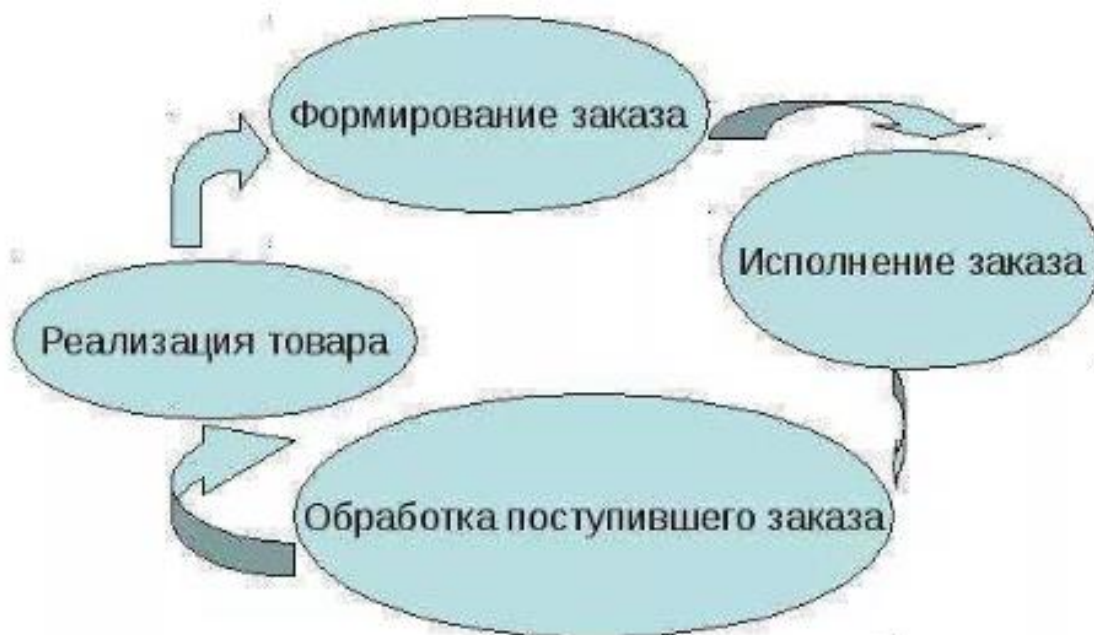 Формирование заказа
Исполнение заказа
Реализация товара
Обработка поступившего заказа